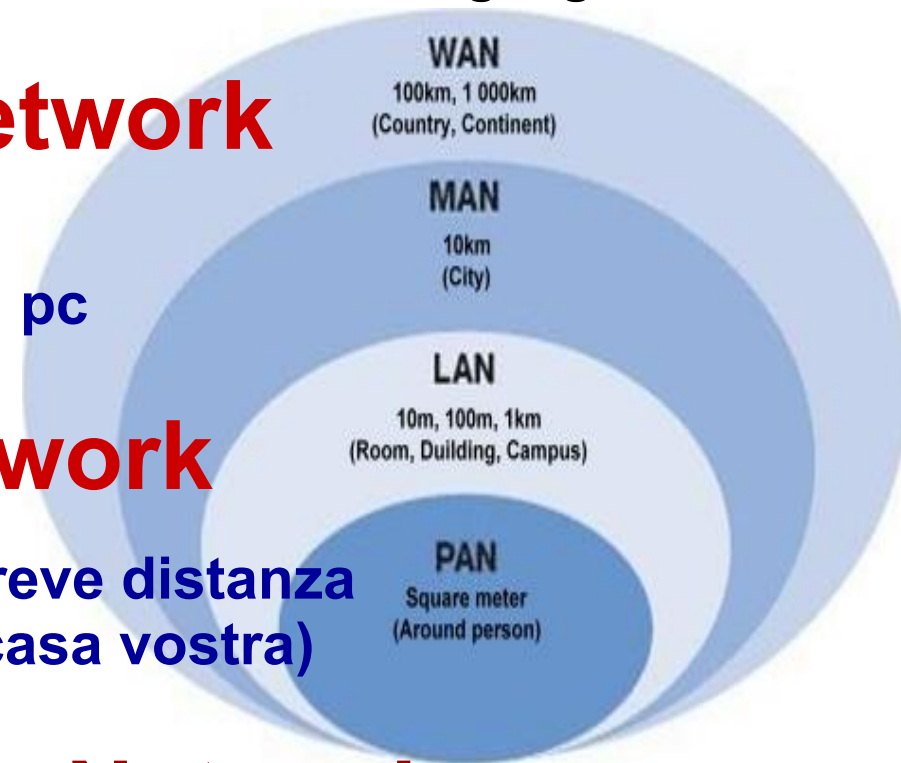 WAN
100km, 1 000km
(Country, Continent)
etwork
MAN
10km
(City)
pc
LAN
10m, 100m, 1km
(Room, Duilding, Campus)
work
PAN
Square meter
(Around person)
reve distanza
casa vostra)